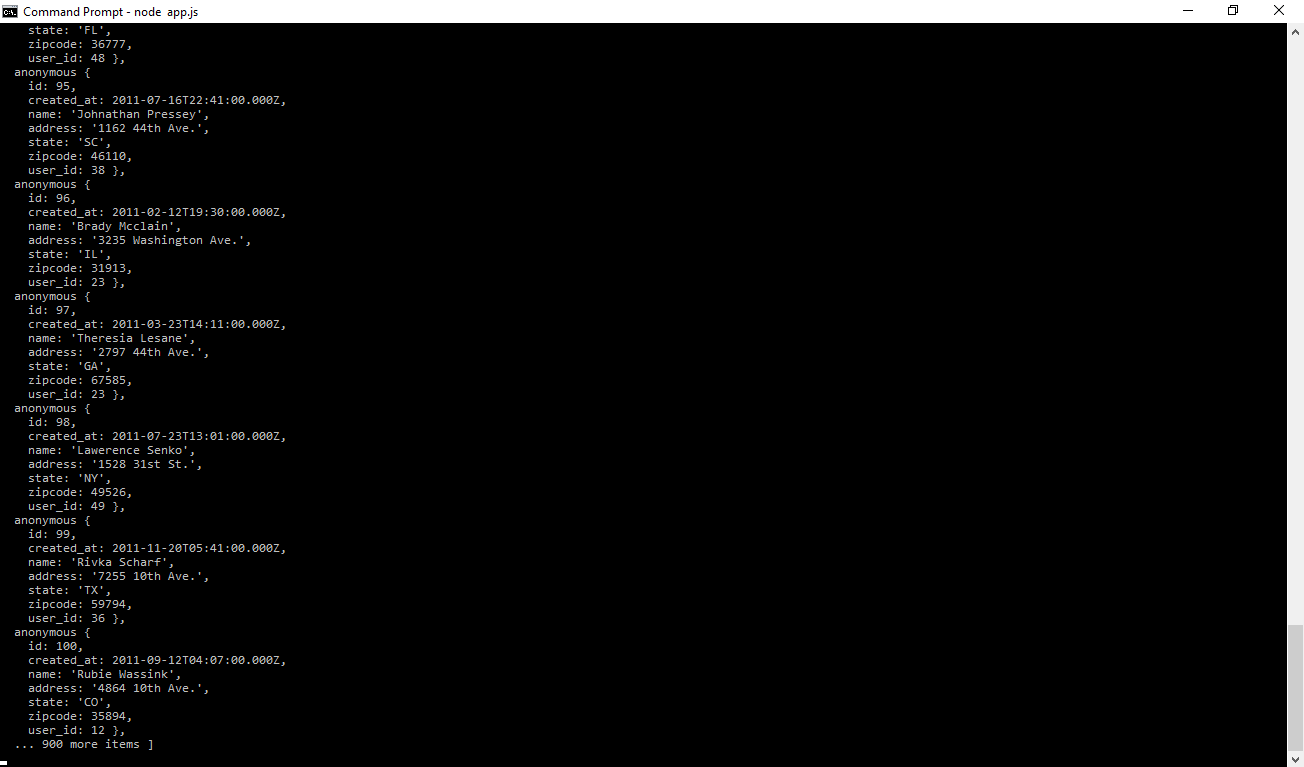 Command Prompt - node  app.js
state: 'FL',
zipcode: 36777,
user_id: 48 },
anonymous {
id: 95,
created_at: 2011-07-16T22:41:00.000Z,
name: 'Johnathan Pressey',
address: '1162 44th Ave.',
state: 'SC',
zipcode: 46110,
user_id: 38 },
anonymous {
id: 96,
created_at: 2011-02-12T19:30:00.000Z,
name: 'Brady Mcclain',
address: '3235 Washington Ave.',
state: 'IL',
zipcode: 31913,
user_id: 23 },
anonymous {
id: 97,
created_at: 2011-03-23T14:11:00.000Z,
name: 'Theresia Lesane',
address: '2797 44th Ave.',
state: 'GA',
zipcode: 67585,
user_id: 23 },
anonymous {
id: 98,
created_at: 2011-07-23T13:01:00.000Z,
name: 'Lawerence Senko',
address: '1528 31st St.',
state: 'NY',
zipcode: 49526,
user_id: 49 },
anonymous {
id: 99,
created_at: 2011-11-20T05:41:00.000Z,
name: 'Rivka Scharf',
address: '7255 10th Ave.',
state: 'TX',
zipcode: 59794,
user_id: 36 },
anonymous {
id: 100,
created_at: 2011-09-12T04:07:00.000Z,
name: 'Rubie Wassink',
address: '4864 10th Ave.',
state: 'CO',
zipcode: 35894,
user_id: 12 },
... 900 more items ]